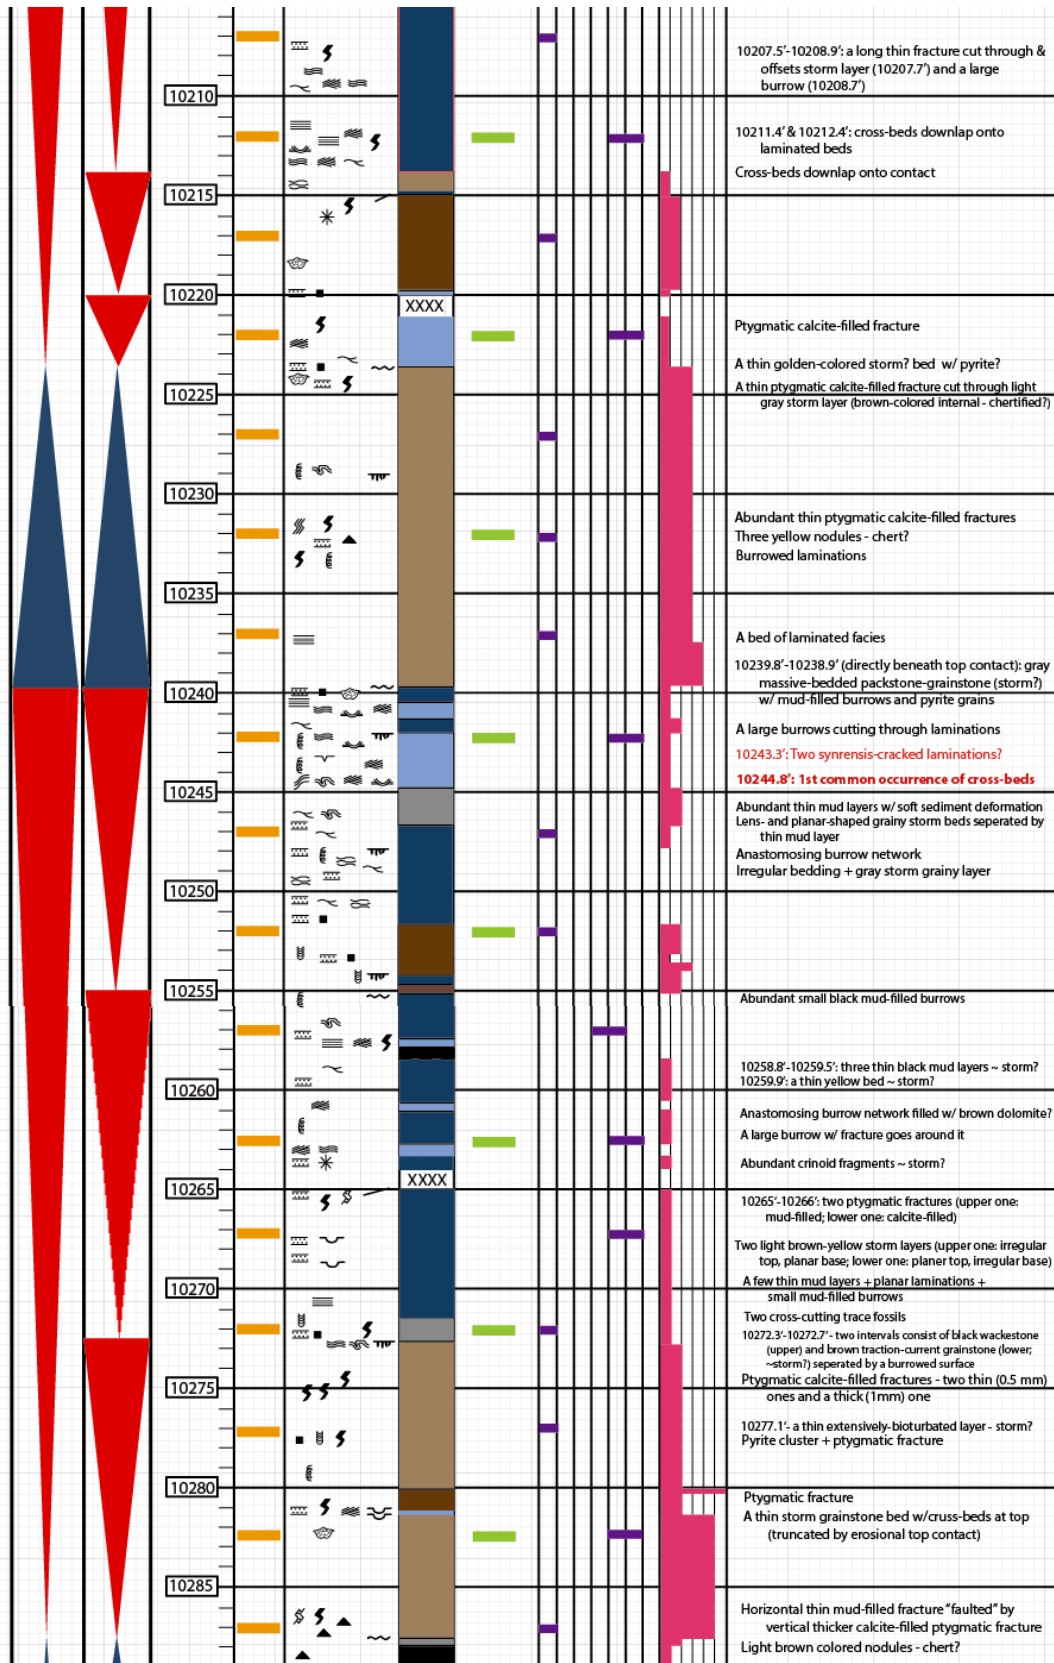 10207.5'-10208.9': a long thin fracture cut through &
offsets storm layer (10207.7') and a large
burrow (10208.7')
10210
10211.4' & 10212.4': cross-beds downlap onto
laminated beds
Cross-beds downlap onto contact
10215
10220
XXXX
Ptygmatic calcite-filled fracture
A thin golden-colored storm? bed w/ pyrite?
10225
A thin ptygmatic calcite-filled fracture cut through light
gray storm layer (brown-colored internal - chertified?)
10230
Abundant thin ptygmatic calcite-filled fractures
Three yellow nodules - chert?
Burrowed laminations
10235
A bed of laminated facies
10239.8'-10238.9' (directly beneath top contact): gray
massive-bedded packstone-grainstone (storm?)
w/ mud-filled burrows and pyrite grains
10240
A large burrows cutting through laminations
10243.3': Two synrensis-cracked laminations?
10244.8': 1st common occurrence of cross-beds
10245
Abundant thin mud layers w/ soft sediment deformation
Lens- and planar-shaped grainy storm beds seperated by
thin mud layer
Anastomosing burrow network
Irregular bedding + gray storm grainy layer
10250
10255
Abundant small black mud-filled burrows
10258.8'-10259.5': three thin black mud layers ~ storm?
10259.9': a thin yellow bed ~ storm?
10260
Anastomosing burrow network filled w/ brown dolomite?
A large burrow w/ fracture goes around it
Abundant crinoid fragments ~ storm?
XXXX
10265
10265'-10266': two ptygmatic fractures (upper one:
mud-filled; lower one: calcite-filled)
Two light brown-yellow storm layers (upper one: irregular
top, planar base; lower one: planer top, irregular base)
A few thin mud layers + planar laminations +
small mud-filled burrows
10270
Two cross-cutting trace fossils
10272.3'-10272.7' - two intervals consist of black wackestone
(upper) and brown traction-current grainstone (lower;
~storm?) seperated by a burrowed surface
Ptygmatic calcite-filled fractures - two thin (0.5 mm)
ones and a thick (1mm) one
10275
10277.1'- a thin extensively-bioturbated layer - storm?
Pyrite cluster + ptygmatic fracture
10280
Ptygmatic fracture
A thin storm grainstone bed w/cruss-beds at top
(truncated by erosional top contact)
10285
Horizontal thin mud-filled fracture "faulted" by
vertical thicker calcite-filled ptygmatic fracture
Light brown colored nodules - chert?